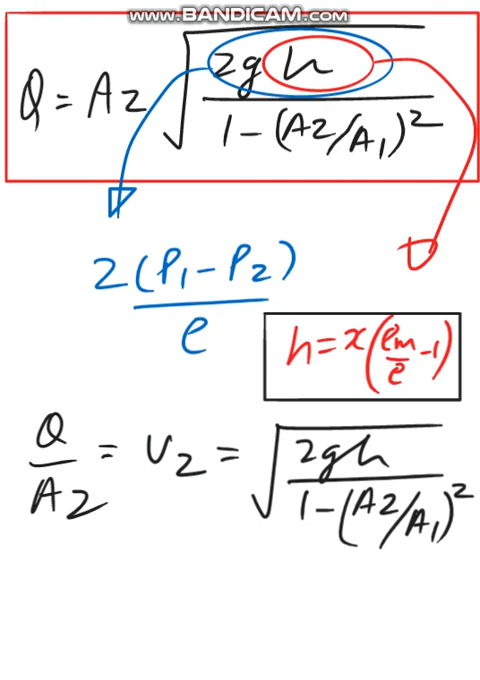 www.BANDICAM.com
Q = A2 √(2gh / (1 - (A2/A1)^2))
2(P1 - P2) / ρ
h = x(ρm/ρ - 1)
Q/A2 = V2 = √(2gh / (1 - (A2/A1)^2))